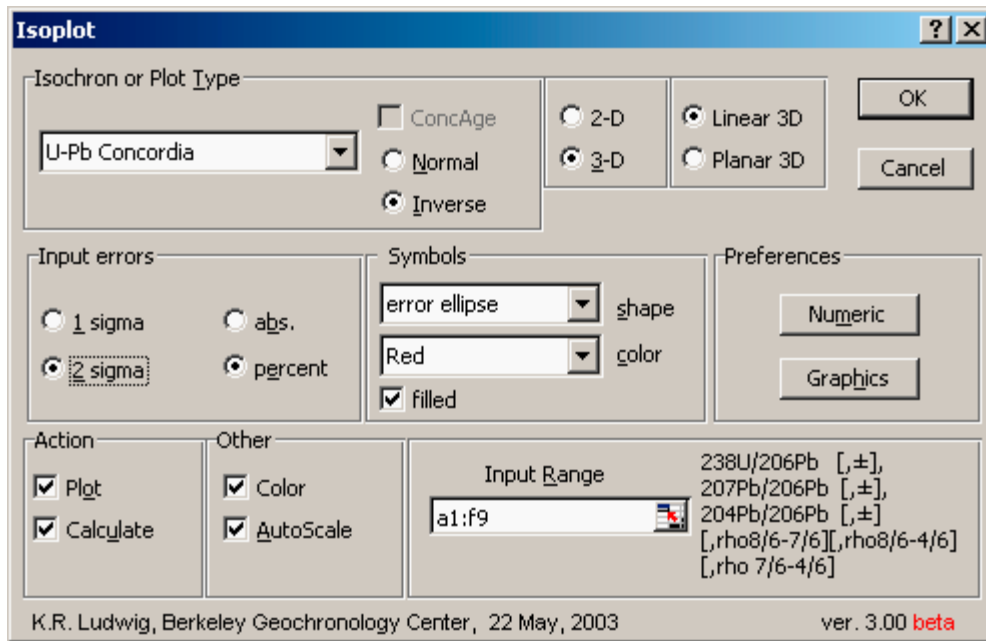 Isoplot
Isochron or Plot Type
U-Pb Concordia
ConcAge
Normal
Inverse
2-D
3-D
Linear 3D
Planar 3D
OK
Cancel
Input errors
1 sigma
abs.
2 sigma
percent
Symbols
error ellipse
shape
Red
color
filled
Preferences
Numeric
Graphics
Action
Plot
Calculate
Other
Color
AutoScale
Input Range
a1:f9
238U/206Pb [,±],
207Pb/206Pb [,±],
204Pb/206Pb [,±]
[,rho8/6-7/6][,rho8/6-4/6]
[,rho 7/6-4/6]
K.R. Ludwig, Berkeley Geochronology Center, 22 May, 2003
ver. 3.00 beta